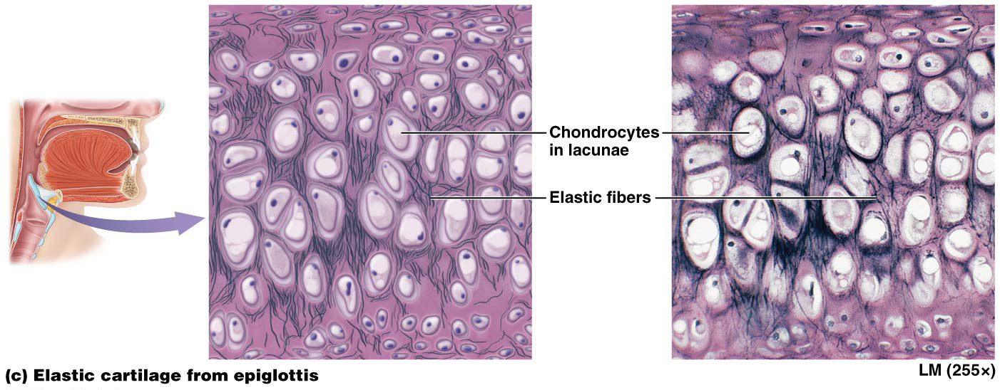 Chondrocytes
in lacunae
Elastic fibers
(c) Elastic cartilage from epiglottis
LM (255×)